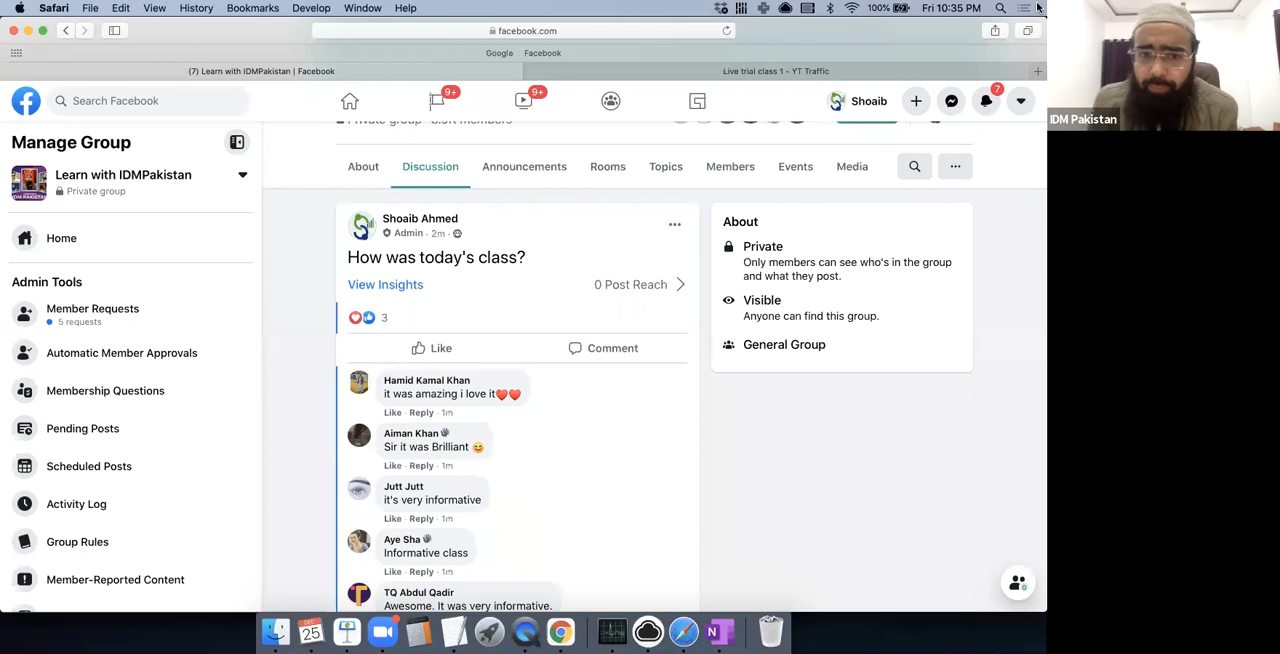 Safari File Edit View History Bookmarks Develop Window Help
100% Fri 10:35 PM
facebook.com
Google Facebook
(7) Learn with IDMPakistan | Facebook
Live trial class 1 - YT Traffic
Search Facebook
9+
9+
Shoaib
7
Manage Group
Learn with IDMPakistan
Private group
Home
Admin Tools
Member Requests
5 requests
Automatic Member Approvals
Membership Questions
Pending Posts
Scheduled Posts
Activity Log
Group Rules
Member-Reported Content
About Discussion Announcements Rooms Topics Members Events Media
Shoaib Ahmed
Admin · 2m ·
How was today's class?
View Insights 0 Post Reach
3
Like Comment
Hamid Kamal Khan
it was amazing i love it❤️❤️
Like · Reply · 1m
Aiman Khan
Sir it was Brilliant 😊
Like · Reply · 1m
Jutt Jutt
it's very informative
Like · Reply · 1m
Aye Sha
Informative class
Like · Reply · 1m
TQ Abdul Qadir
Awesome. It was very informative.
About
Private
Only members can see who's in the group
and what they post.
Visible
Anyone can find this group.
General Group
IDM Pakistan
DEC
25